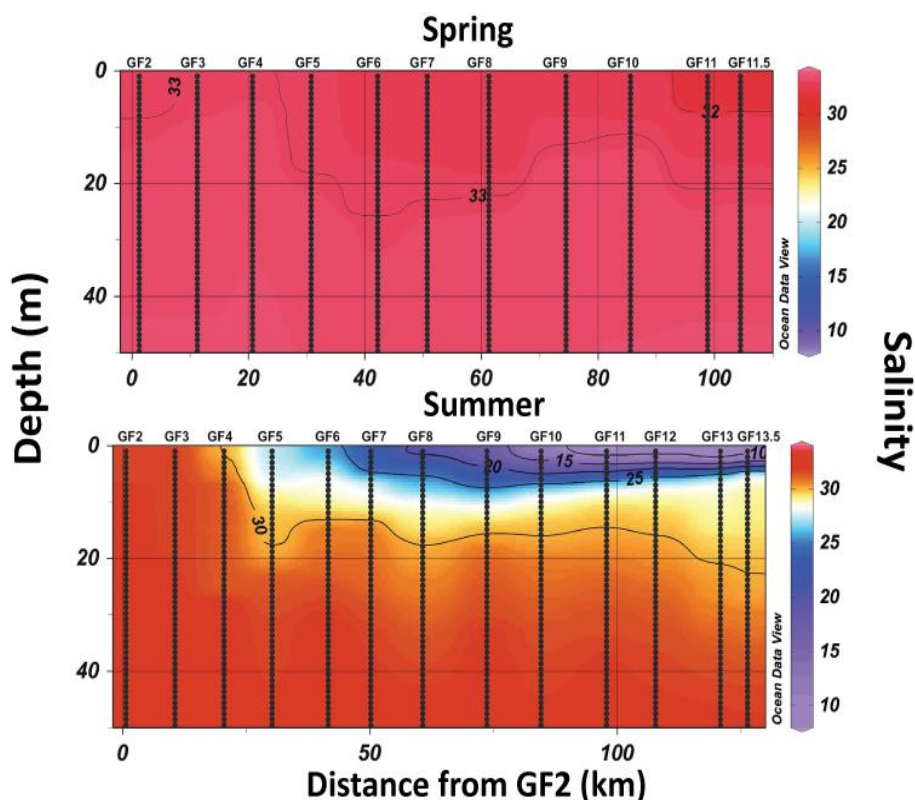 Spring
GF2 GF3 GF4 GF5 GF6 GF7 GF8 GF9 GF10 GF11 GF11.5
0
20
40
33
33
32
30
25
20
15
10
Ocean Data View
0 20 40 60 80 100
Depth (m)
Salinity
Summer
GF2 GF3 GF4 GF5 GF6 GF7 GF8 GF9 GF10 GF11 GF12 GF13 GF13.5
0
20
40
30
20
15
10
25
30
25
20
15
10
Ocean Data View
0 50 100
Distance from GF2 (km)